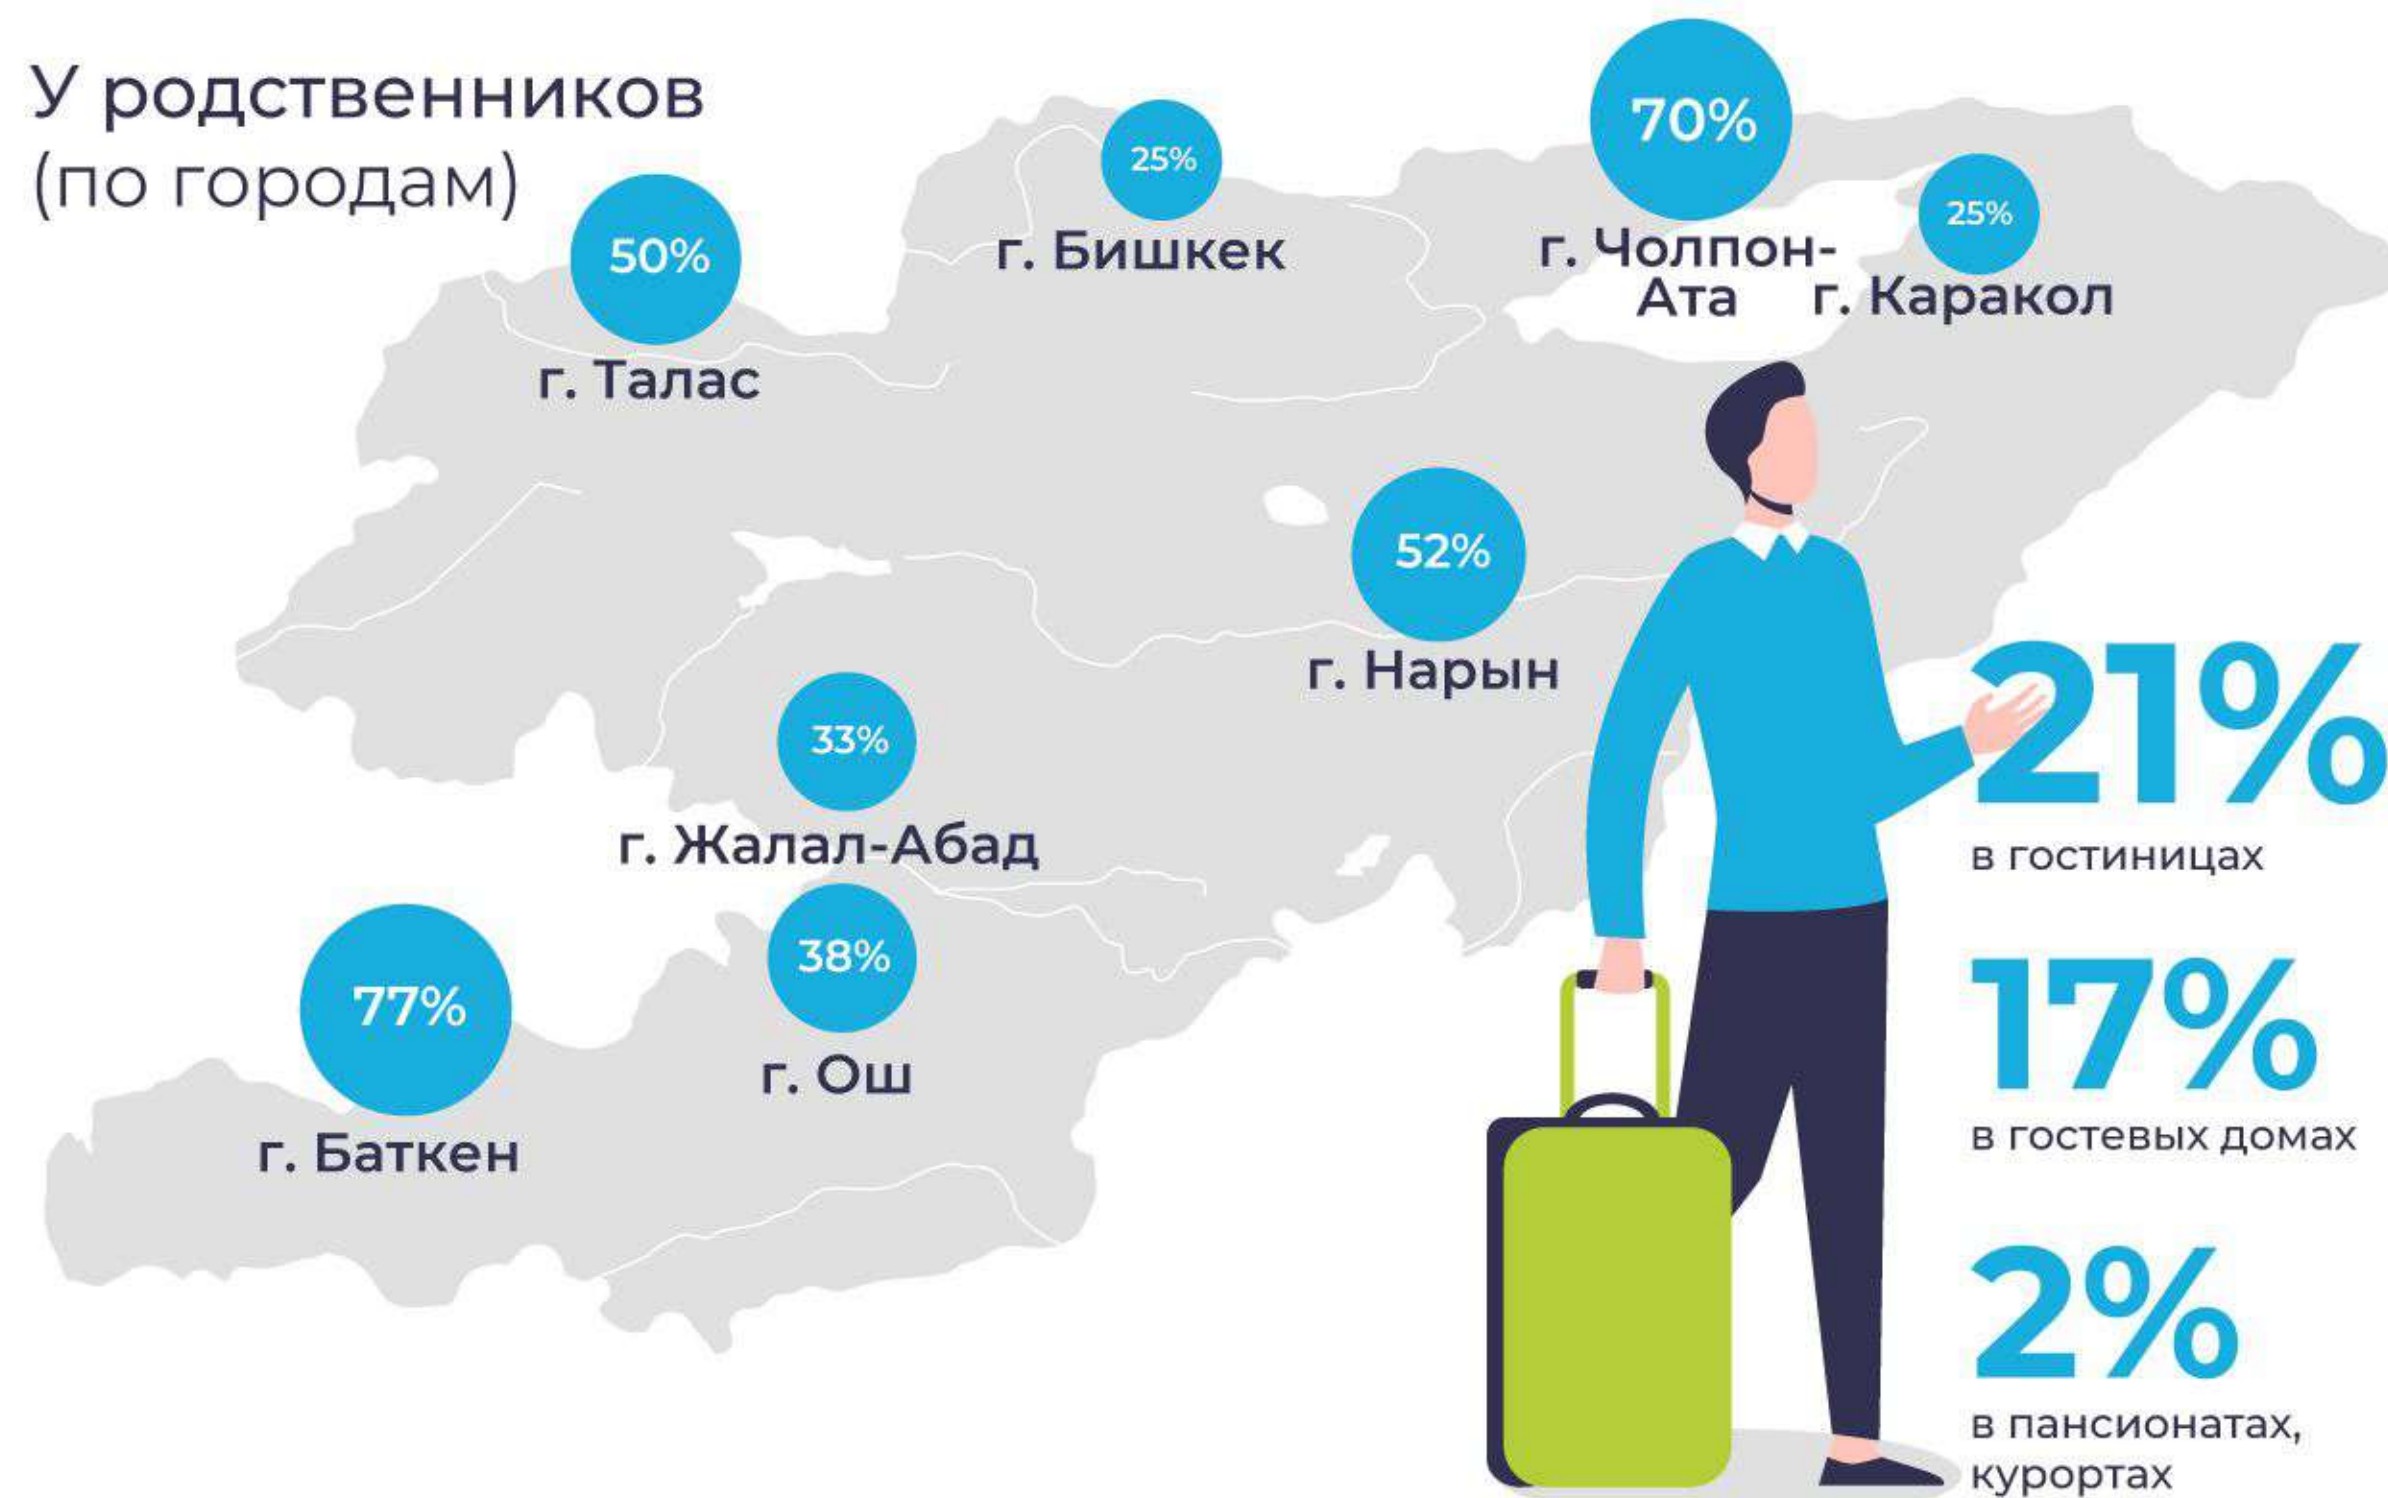 У родственников
(по городам)
50%
г. Талас
25%
г. Бишкек
70%
г. Чолпон-
Ата
25%
г. Каракол
52%
г. Нарын
33%
г. Жалал-Абад
38%
г. Ош
77%
г. Баткен
21%
в гостиницах
17%
в гостевых домах
2%
в пансионатах,
курортах